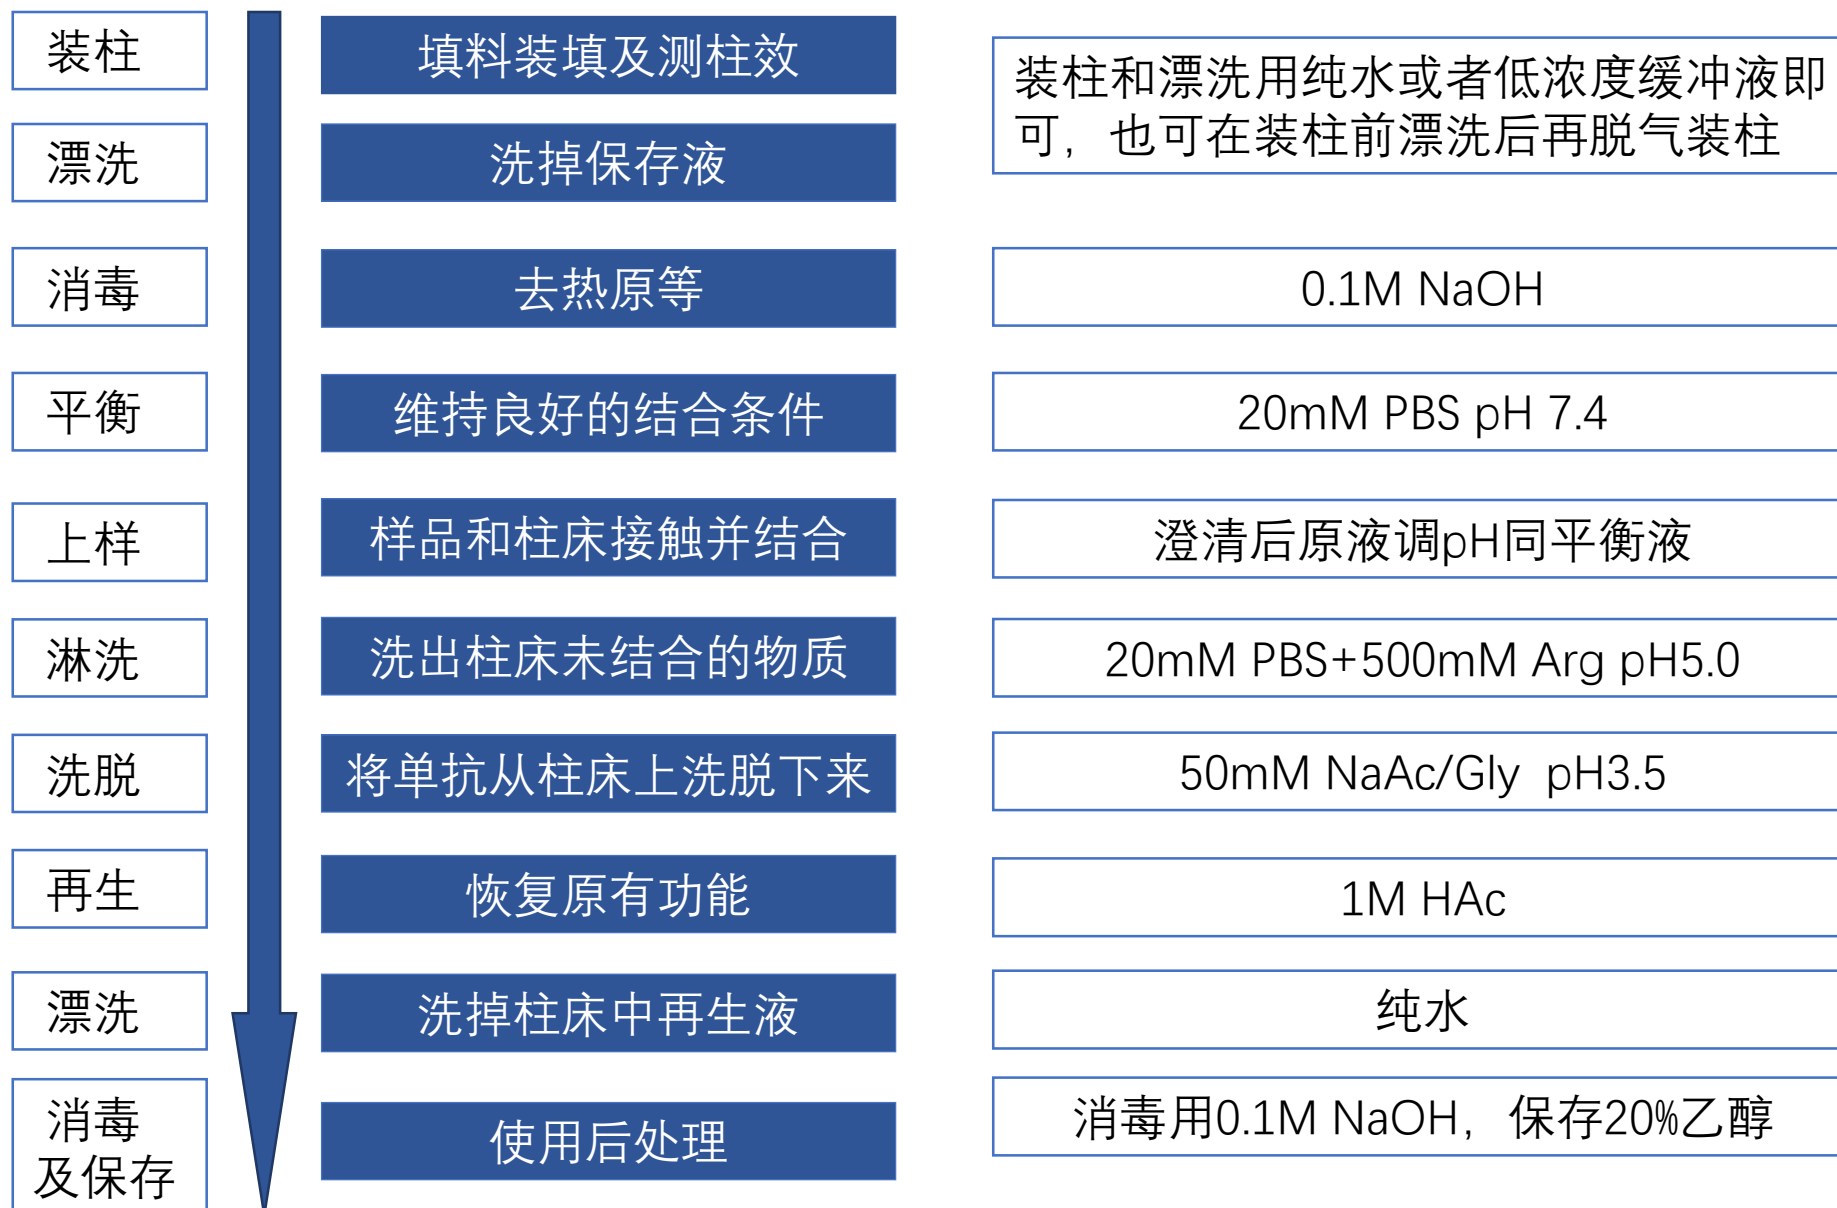 装柱
填料装填及测柱效
装柱和漂洗用纯水或者低浓度缓冲液即
可，也可在装柱前漂洗后再脱气装柱
漂洗
洗掉保存液
消毒
去热原等
0.1M NaOH
平衡
维持良好的结合条件
20mM PBS pH 7.4
上样
样品和柱床接触并结合
澄清后原液调pH同平衡液
淋洗
洗出柱床未结合的物质
20mM PBS+500mM Arg pH5.0
洗脱
将单抗从柱床上洗脱下来
50mM NaAc/Gly  pH3.5
再生
恢复原有功能
1M HAc
漂洗
洗掉柱床中再生液
纯水
消毒
及保存
使用后处理
消毒用0.1M NaOH，保存20%乙醇